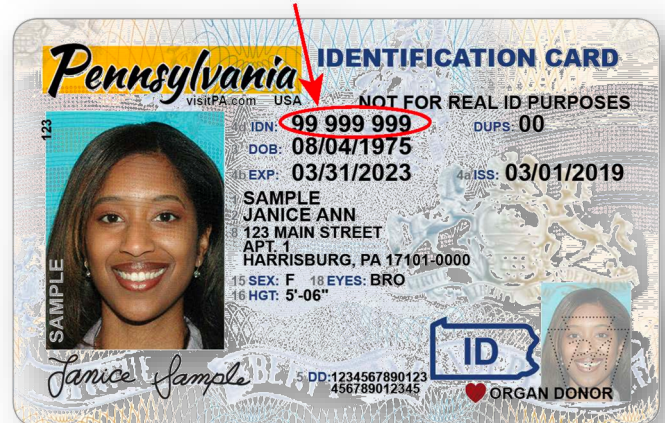 Pennsylvania
visitPA.com USA
IDENTIFICATION CARD
NOT FOR REAL ID PURPOSES
123
4d IDN: 99 999 999 DUPS: 00
DOB: 08/04/1975
4b EXP: 03/31/2023 4a ISS: 03/01/2019
1 SAMPLE
2 JANICE ANN
8 123 MAIN STREET
APT. 1
HARRISBURG, PA 17101-0000
15 SEX: F 18 EYES: BRO
16 HGT: 5'-06"
SAMPLE
Janice Sample
5 DD:1234567890123
456789012345
ID
ORGAN DONOR